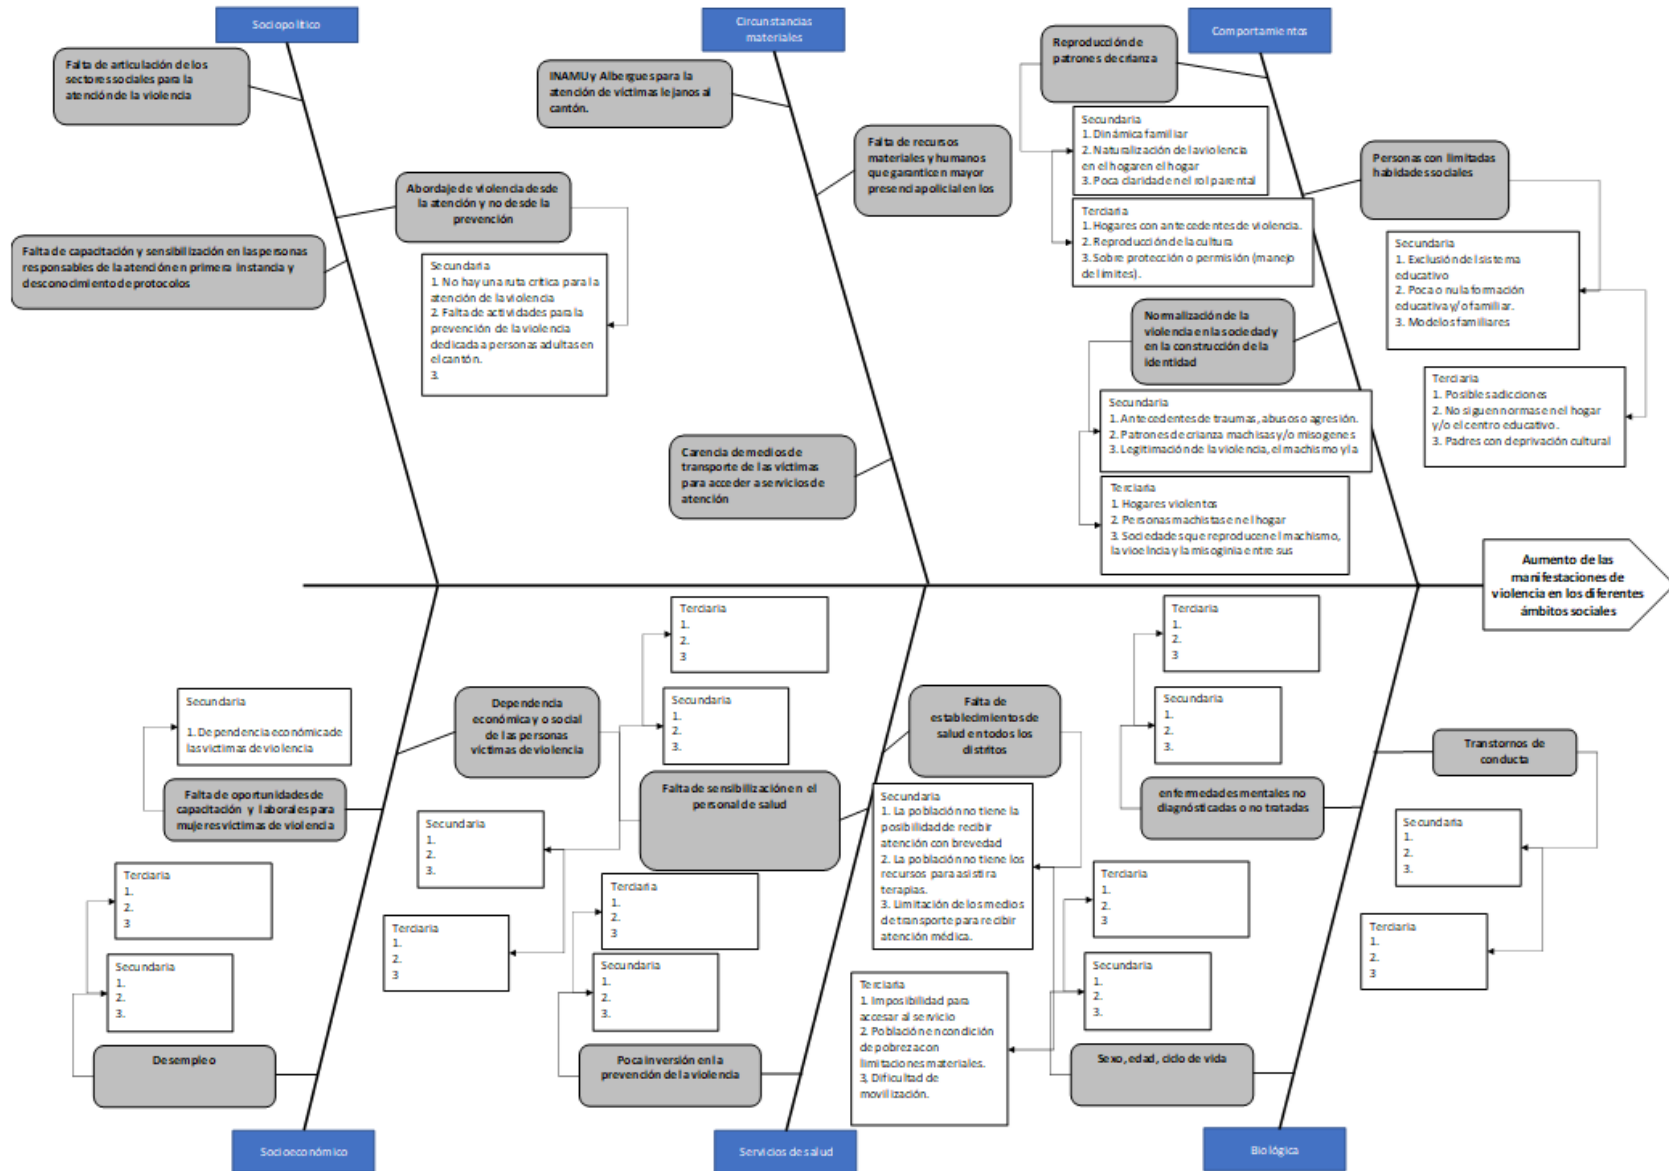 Sociopolítico
Circunstancias
materiales
Comportamientos
Falta de articulación de los
sectores sociales para la
atención de la violencia
INAMU y Albergues para la
atención de víctimas lejanos al
cantón.
Reproducción de
patrones de crianza
Secundaria
1. Dinámica familiar
2. Naturalización de la violencia
en el hogar en el hogar
3. Poca claridad en el rol parental
Falta de recursos
materiales y humanos
que garanticen mayor
presencia policial en los
Personas con limitadas
habidades sociales
Abordaje de violencia desde
la atención y no desde la
prevención
Terciaria
1. Hogares con antecedentes de violencia.
2. Reproducción de la cultura
3. Sobre protección o permisión (manejo
de límites).
Falta de capacitación y sensibilización en las personas
responsables de la atención en primera instancia y
desconocimiento de protocolos
Secundaria
1. No hay una ruta crítica para la
atención de la violencia
2. Falta de actividades para la
prevención de la violencia
dedicada a personas adultas en
el cantón.
3.
Secundaria
1. Exclusión del sistema
educativo
2. Poca o nula formación
educativa y/o familiar.
3. Modelos familiares
Normalización de la
violencia en la sociedad y
en la construcción de la
identidad
Terciaria
1. Posibles adicciones
2. No siguen normas en el hogar
y/o el centro educativo.
3. Padres con deprivación cultural
Secundaria
1. Antecedentes de traumas, abusos o agresión.
2. Patrones de crianza machisas y/o misogenes
3. Legitimación de la violencia, el machismo y la
Carencia de medios de
transporte de las víctimas
para acceder a servicios de
atención
Terciaria
1. Hogares violentos
2. Personas machistas en el hogar
3. Sociedades que reproducen el machismo,
la vioelncia y la misoginia entre sus
Aumento de las
manifestaciones de
violencia en los diferentes
ámbitos sociales
Terciaria
1.
2.
3
Terciaria
1.
2.
3
Secundaria
1. Dependencia económica de
las víctimas de violencia
Dependencia
económica y o social
de las personas
víctimas de violencia
Secundaria
1.
2.
3.
Falta de
establecimientos de
salud en todos los
distritos
Secundaria
1.
2.
3.
Transtornos de
conducta
Falta de oportunidades de
capacitación y laborales para
mujeres víctimas de violencia
Falta de sensibilización en el
personal de salud
enfermedades mentales no
diagnósticadas o no tratadas
Secundaria
1.
2.
3.
Secundaria
1. La población no tiene la
posibilidad de recibir
atención con brevedad
2. La población no tiene los
recursos para asistir a
terapias.
3. Limitación de los medios
de transporte para recibir
atención médica.
Secundaria
1.
2.
3.
Terciaria
1.
2.
3
Terciaria
1.
2.
3
Terciaria
1.
2.
3
Terciaria
1.
2.
3
Terciaria
1.
2.
3
Secundaria
1.
2.
3.
Secundaria
1.
2.
3.
Secundaria
1.
2.
3.
Terciaria
1. Imposibilidad para
accesar al servicio
2. Población en condición
de pobreza con
limitaciones materiales.
3, Dificultad de
movilización.
Desempleo
Poca inversión en la
prevención de la violencia
Sexo, edad, ciclo de vida
Socioeconómico
Servicios de salud
Biológica